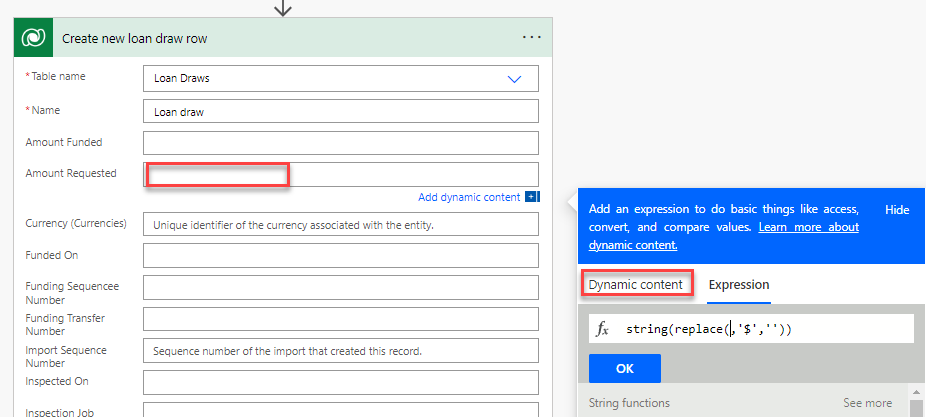 Create new loan draw row
...
* Table name
Loan Draws
* Name
Loan draw
Amount Funded
Amount Requested
Add dynamic content
Currency (Currencies)
Unique identifier of the currency associated with the entity.
Funded On
Funding Sequencee
Number
Funding Transfer
Number
Import Sequence
Number
Sequence number of the import that created this record.
Inspected On
Inspection Job
Add an expression to do basic things like access,
convert, and compare values. Learn more about
dynamic content.
Hide
Dynamic content
Expression
fx
string(replace(,'$',''))
OK
String functions
See more